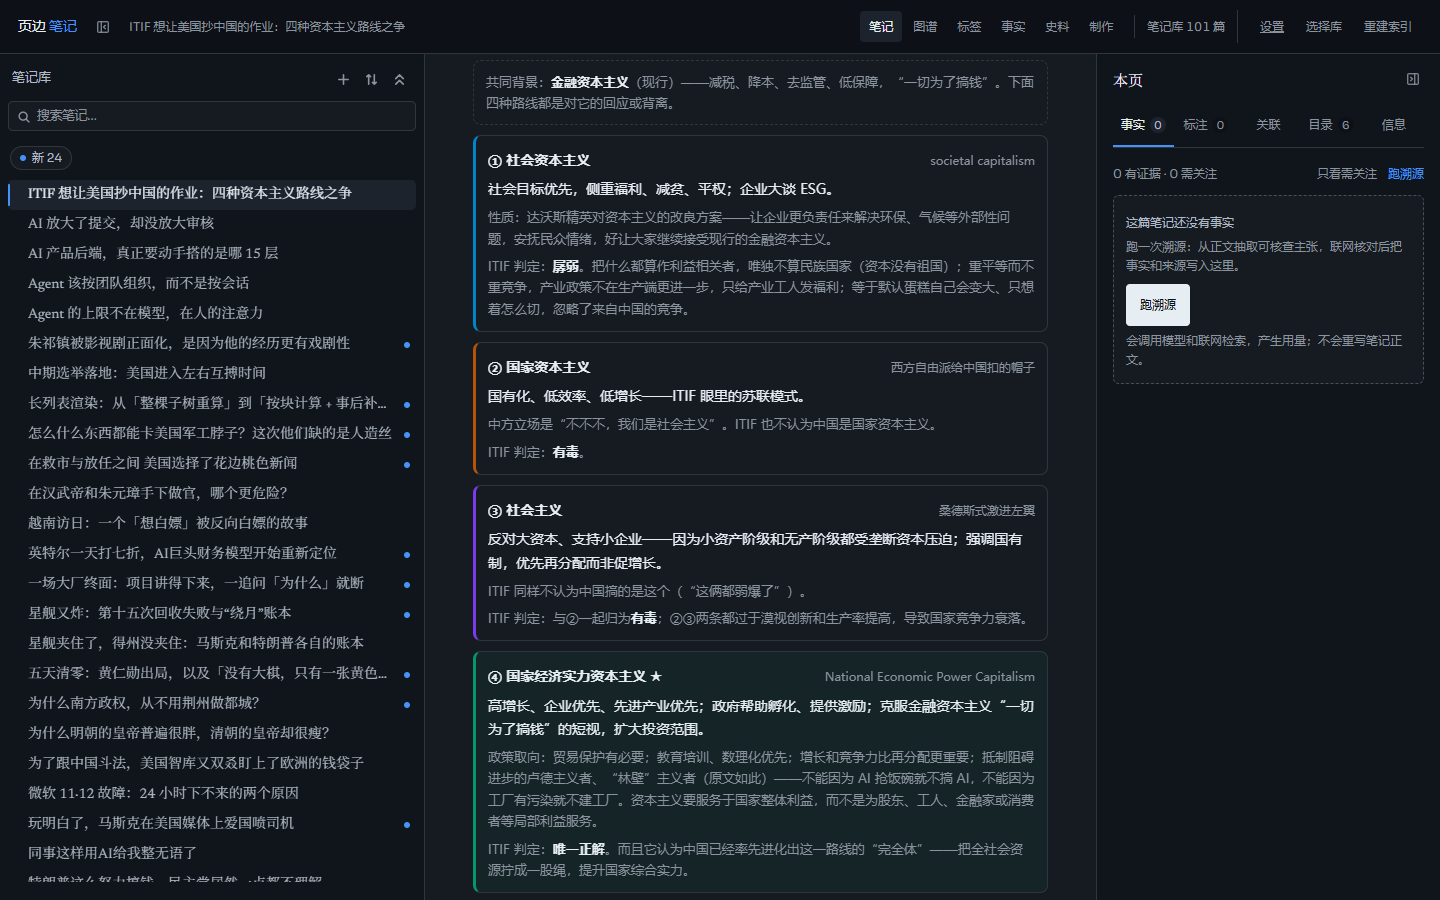 页边 笔记
ITIF 想让美国抄中国的作业：四种资本主义路线之争
笔记 图谱 标签 事实 史料 制作 笔记库 101 篇 设置 选择库 重建索引
笔记库
搜索笔记...
新 24
ITIF 想让美国抄中国的作业：四种资本主义路线之争
AI 放大了提交，却没放大审核
AI 产品后端，真正要动手搭的是哪 15 层
Agent 该按团队组织，而不是按会话
Agent 的上限不在模型，在人的注意力
朱祁镇被影视剧正面化，是因为他的经历更有戏剧性
中期选举落地：美国进入左右互搏时间
长列表渲染：从「整棵子树重算」到「按块计算 + 事后补...
怎么什么东西都能卡美国军工脖子？这次他们缺的是人造丝
在救市与放任之间 美国选择了花边桃色新闻
在汉武帝和朱元璋手下做官，哪个更危险？
越南访日：一个「想白嫖」被反向白嫖的故事
英特尔一天打七折，AI巨头财务模型开始重新定位
一场大厂终面：项目讲得下来，一追问「为什么」就断
星舰又炸：第十五次回收失败与“绕月”账本
星舰夹住了，得州没夹住：马斯克和特朗普各自的账本
五天清零：黄仁勋出局，以及「没有大棋，只有一张黄色...
为什么南方政权，从不用荆州做都城？
为什么明朝的皇帝普遍很胖，清朝的皇帝却很瘦？
为了跟中国斗法，美国智库又双叒盯上了欧洲的钱袋子
微软 11·12 故障：24 小时下不来的两个原因
玩明白了，马斯克在美国媒体上爱国喷司机
同事这样用AI给我整无语了
共同背景：金融资本主义（现行）——减税、降本、去监管、低保障，“一切为了搞钱”。下面
四种路线都是对它的回应或背离。
① 社会资本主义 societal capitalism
社会目标优先，侧重福利、减贫、平权；企业大谈 ESG。
性质：达沃斯精英对资本主义的改良方案——让企业更负责任来解决环保、气候等外部性问
题，安抚民众情绪，好让大家继续接受现行的金融资本主义。
ITIF 判定：孱弱。把什么都算作利益相关者，唯独不算民族国家（资本没有祖国）；重平等而不
重竞争，产业政策不在生产端更进一步，只给产业工人发福利；等于默认蛋糕自己会变大、只想
着怎么切，忽略了来自中国的竞争。
② 国家资本主义 西方自由派给中国扣的帽子
国有化、低效率、低增长——ITIF 眼里的苏联模式。
中方立场是“不不不，我们是社会主义”。ITIF 也不认为中国是国家资本主义。
ITIF 判定：有毒。
③ 社会主义 桑德斯式激进左翼
反对大资本、支持小企业——因为小资产阶级和无产阶级都受垄断资本压迫；强调国有
制，优先再分配而非促增长。
ITIF 同样不认为中国搞的是这个（“这俩都弱爆了”）。
ITIF 判定：与②一起归为有毒；②③两条都过于漠视创新和生产率提高，导致国家竞争力衰落。
④ 国家经济实力资本主义 ★ National Economic Power Capitalism
高增长、企业优先、先进产业优先；政府帮助孵化、提供激励；克服金融资本主义“一切
为了搞钱”的短视，扩大投资范围。
政策取向：贸易保护有必要；教育培训、数理化优先；增长和竞争力比再分配更重要；抵制阻碍
进步的卢德主义者、“林壁”主义者（原文如此）——不能因为 AI 抢饭碗就不搞 AI，不能因为
工厂有污染就不建工厂。资本主义要服务于国家整体利益，而不是为股东、工人、金融家或消费
者等局部利益服务。
ITIF 判定：唯一正解。而且它认为中国已经率先进化出这一路线的“完全体”——把全社会资
源拧成一股绳，提升国家综合实力。
本页
事实 0 标注 0 关联 目录 6 信息
0 有证据 · 0 需关注 只看需关注 跑溯源
这篇笔记还没有事实
跑一次溯源：从正文抽取可核查主张，联网核对后把
事实和来源写入这里。
跑溯源
会调用模型和联网检索，产生用量；不会重写笔记正
文。